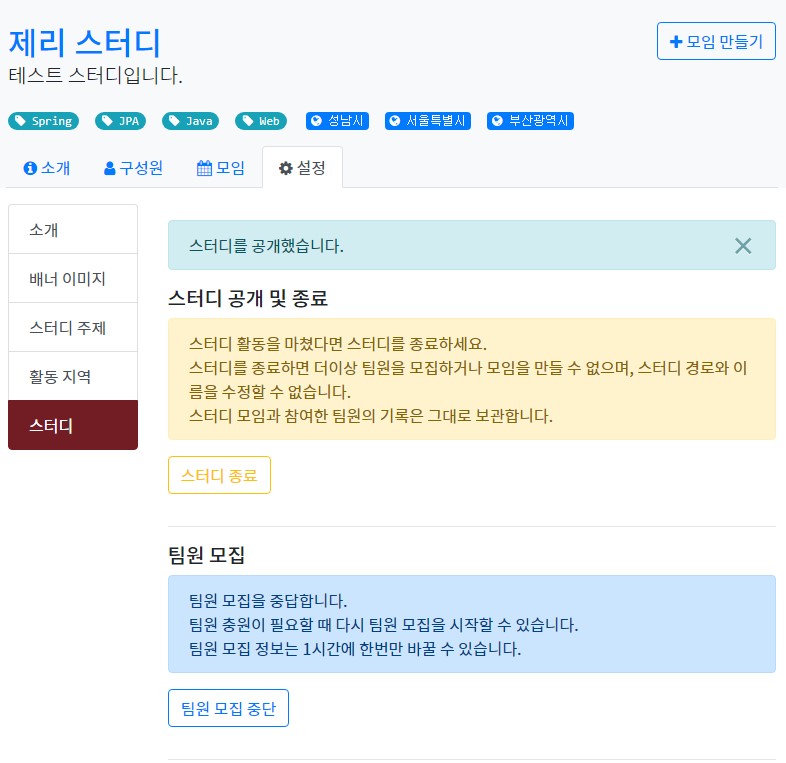 제리 스터디
모임 만들기
테스트 스터디입니다.
Spring JPA Java Web 성남시 서울특별시 부산광역시
소개 구성원 모임 설정
소개
배너 이미지
스터디 주제
활동 지역
스터디
스터디를 공개했습니다.
스터디 공개 및 종료
스터디 활동을 마쳤다면 스터디를 종료하세요.
스터디를 종료하면 더이상 팀원을 모집하거나 모임을 만들 수 없으며, 스터디 경로와 이
름을 수정할 수 없습니다.
스터디 모임과 참여한 팀원의 기록은 그대로 보관합니다.
스터디 종료
팀원 모집
팀원 모집을 중답합니다.
팀원 충원이 필요할 때 다시 팀원 모집을 시작할 수 있습니다.
팀원 모집 정보는 1시간에 한번만 바꿀 수 있습니다.
팀원 모집 중단